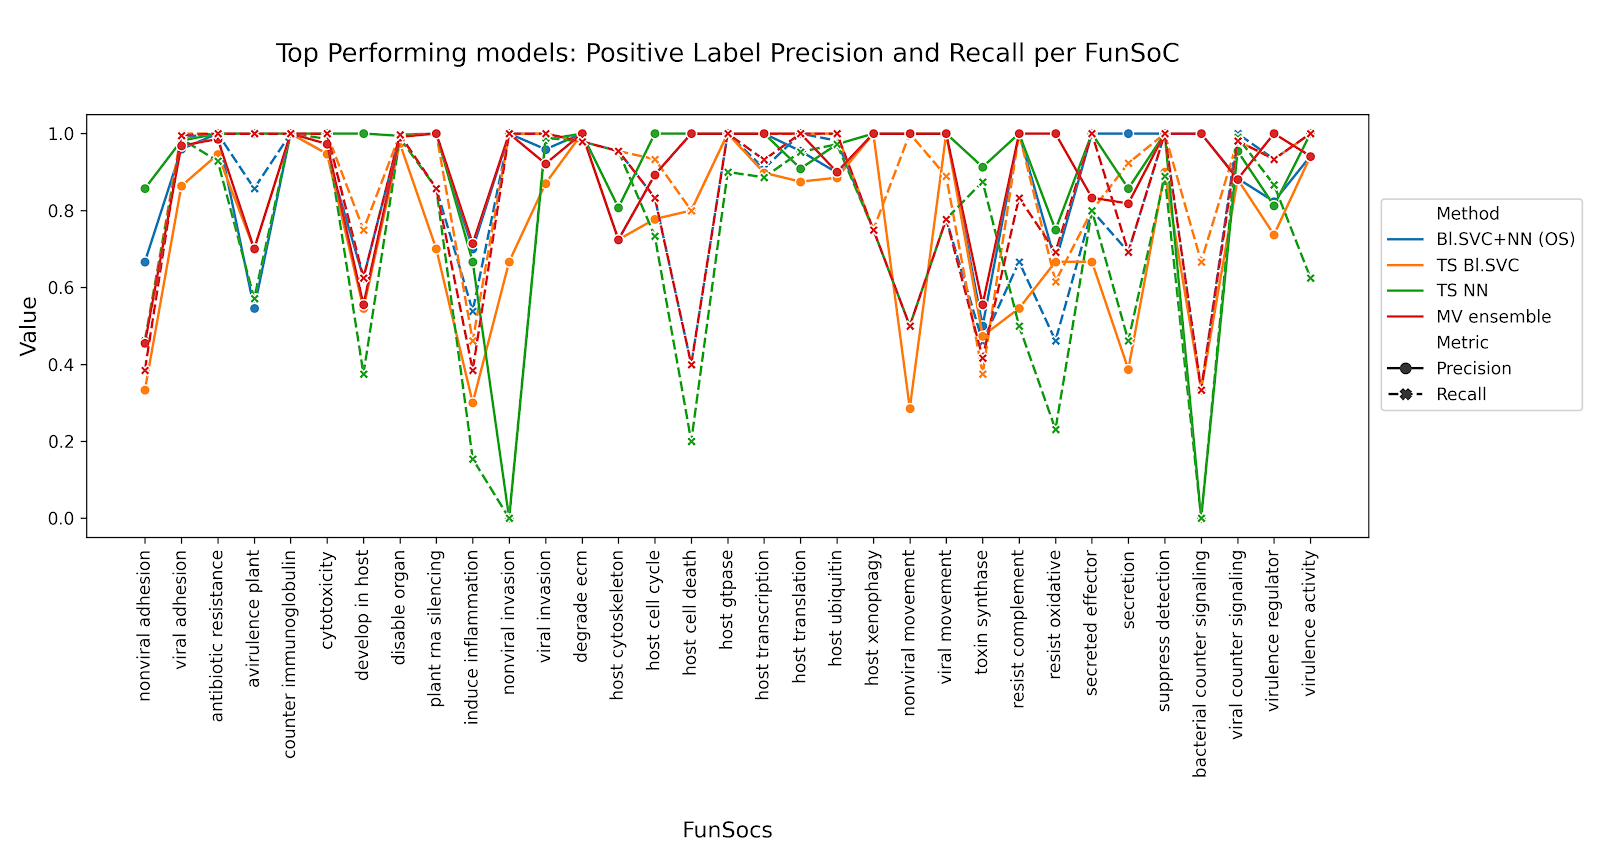 Top Performing models: Positive Label Precision and Recall per FunSoC
Value
1.0
0.8
0.6
0.4
0.2
0.0
nonviral adhesion
viral adhesion
antibiotic resistance
avirulence plant
counter immunoglobulin
cytotoxicity
develop in host
disable organ
plant rna silencing
induce inflammation
nonviral invasion
viral invasion
degrade ecm
host cytoskeleton
host cell cycle
host cell death
host gtpase
host transcription
host translation
host ubiquitin
host xenophagy
nonviral movement
viral movement
toxin synthase
resist complement
resist oxidative
secreted effector
secretion
suppress detection
bacterial counter signaling
viral counter signaling
virulence regulator
virulence activity
FunSocs
Method
Bl.SVC+NN (OS)
TS Bl.SVC
TS NN
MV ensemble
Metric
Precision
Recall